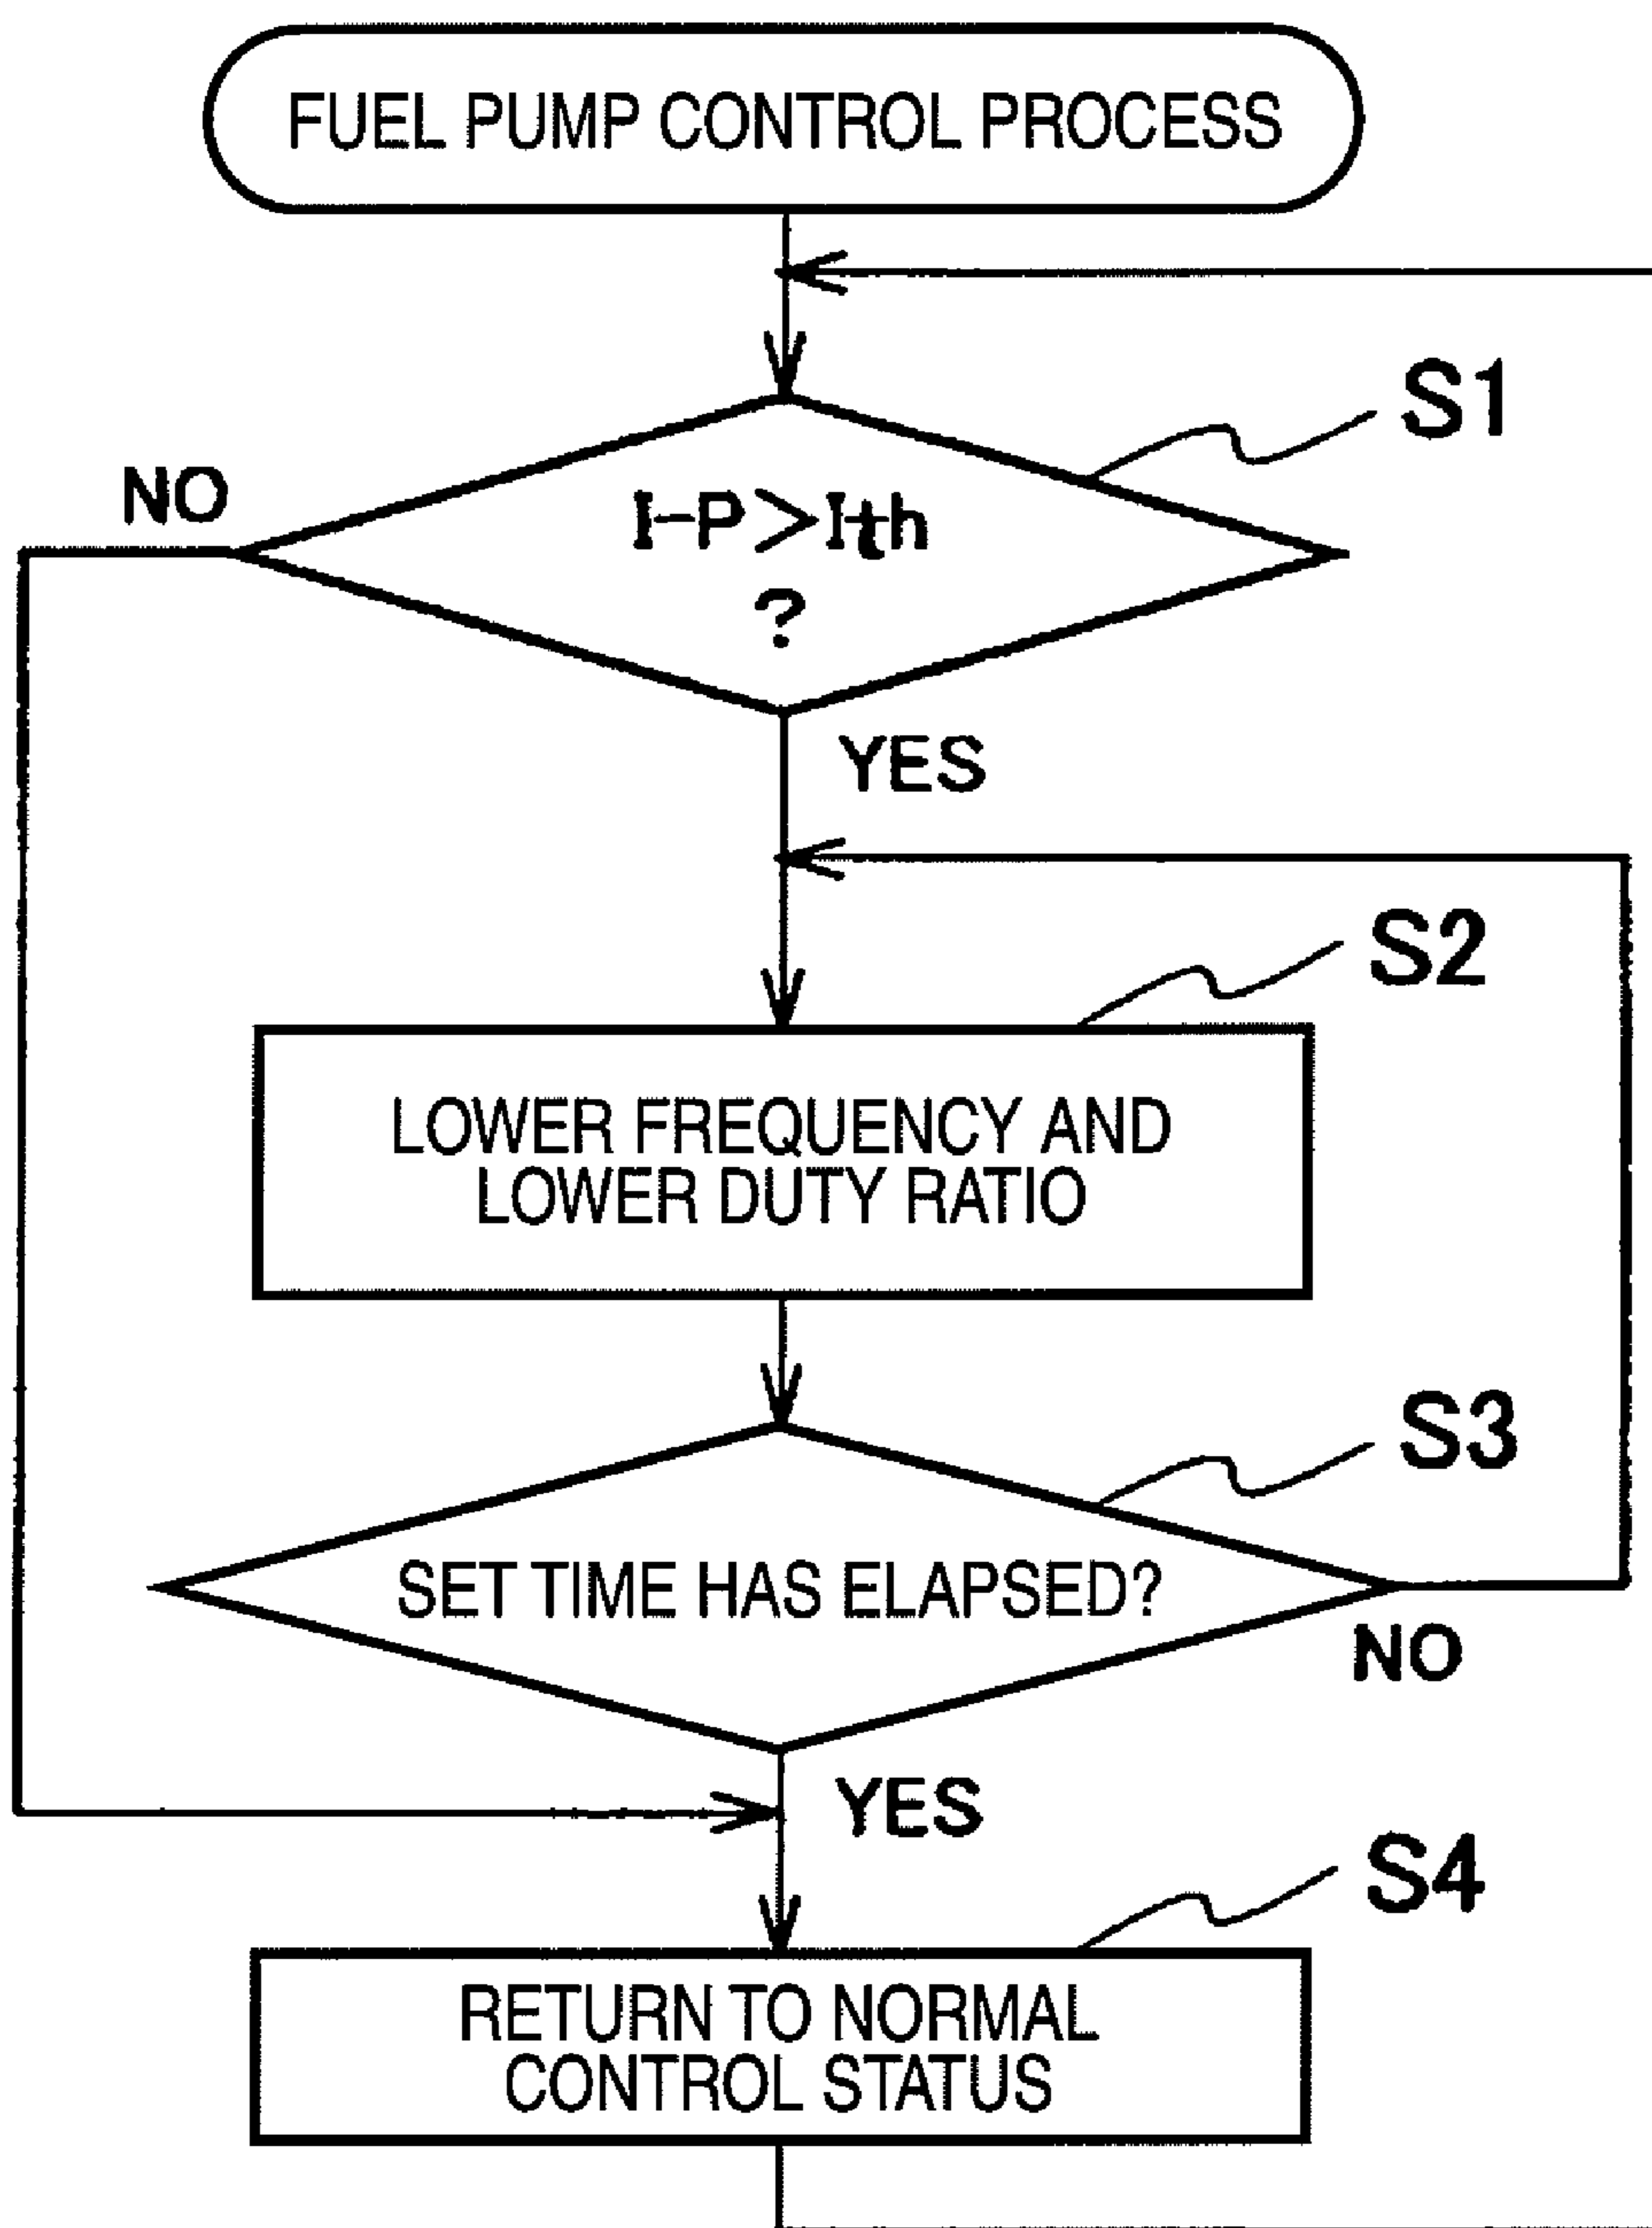 FUEL PUMP CONTROL PROCESS
S1
NO
I-P>Ith
?
YES
S2
LOWER FREQUENCY AND
LOWER DUTY RATIO
S3
SET TIME HAS ELAPSED?
NO
YES
S4
RETURN TO NORMAL
CONTROL STATUS